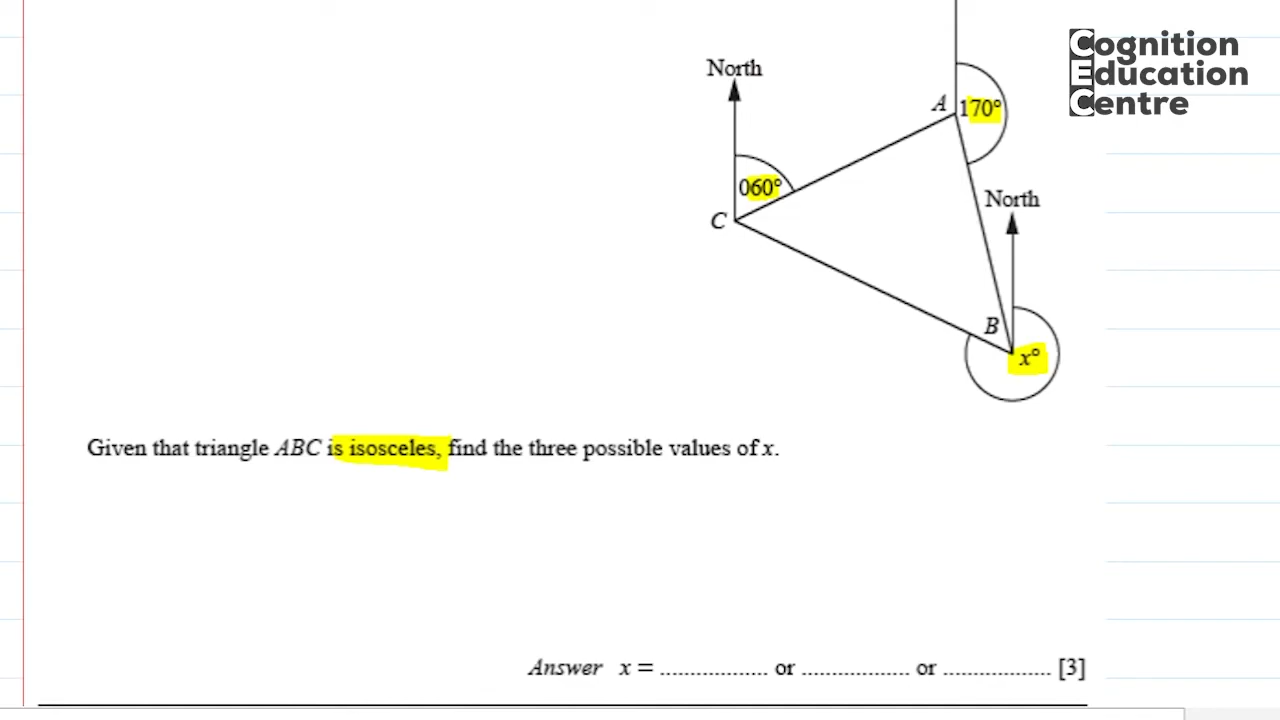 Cognition
Education
Centre
North
A 170°
060°
North
C
B
x°
Given that triangle ABC is isosceles, find the three possible values of x.
Answer x = .................. or .................. or .................. [3]